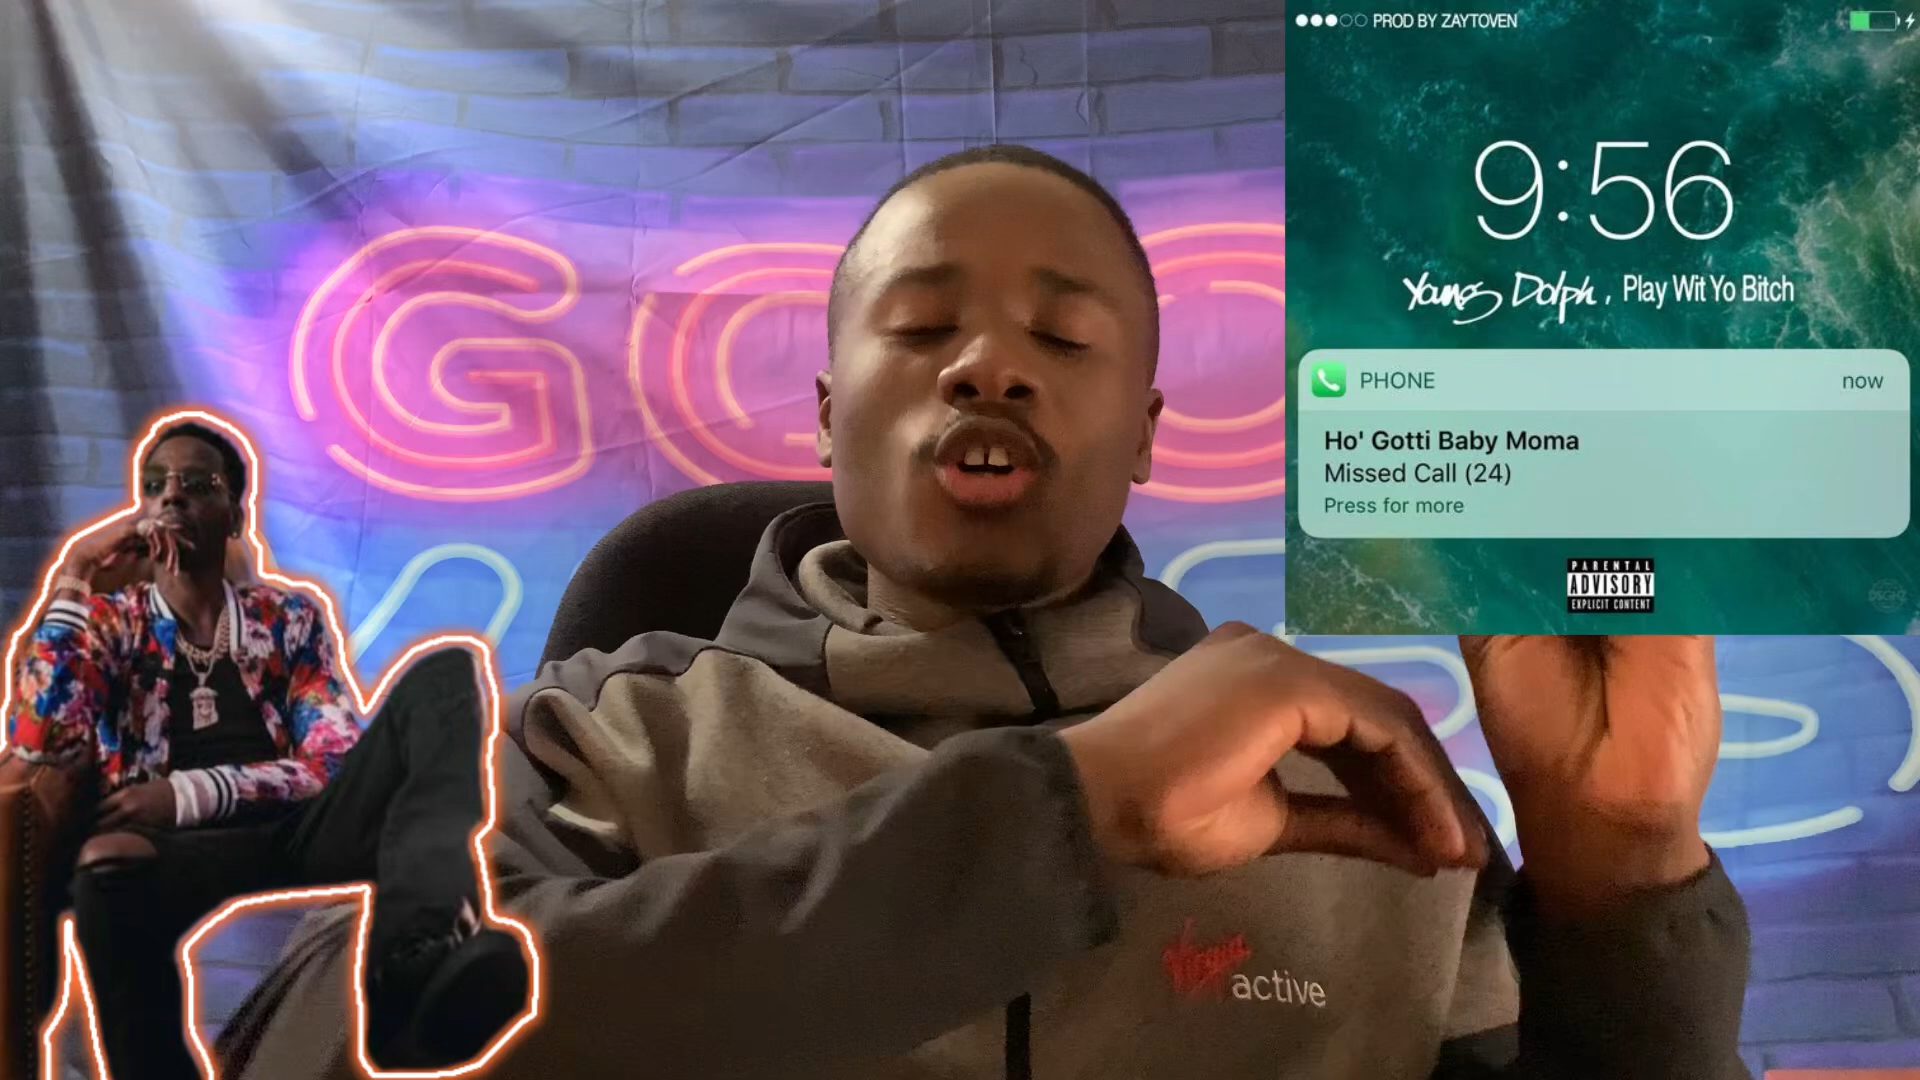 PROD BY ZAYTOVEN
9:56
Young Dolph, Play Wit Yo Bitch
PHONE now
Ho' Gotti Baby Moma
Missed Call (24)
Press for more
PARENTAL
ADVISORY
EXPLICIT CONTENT
Virgin
active